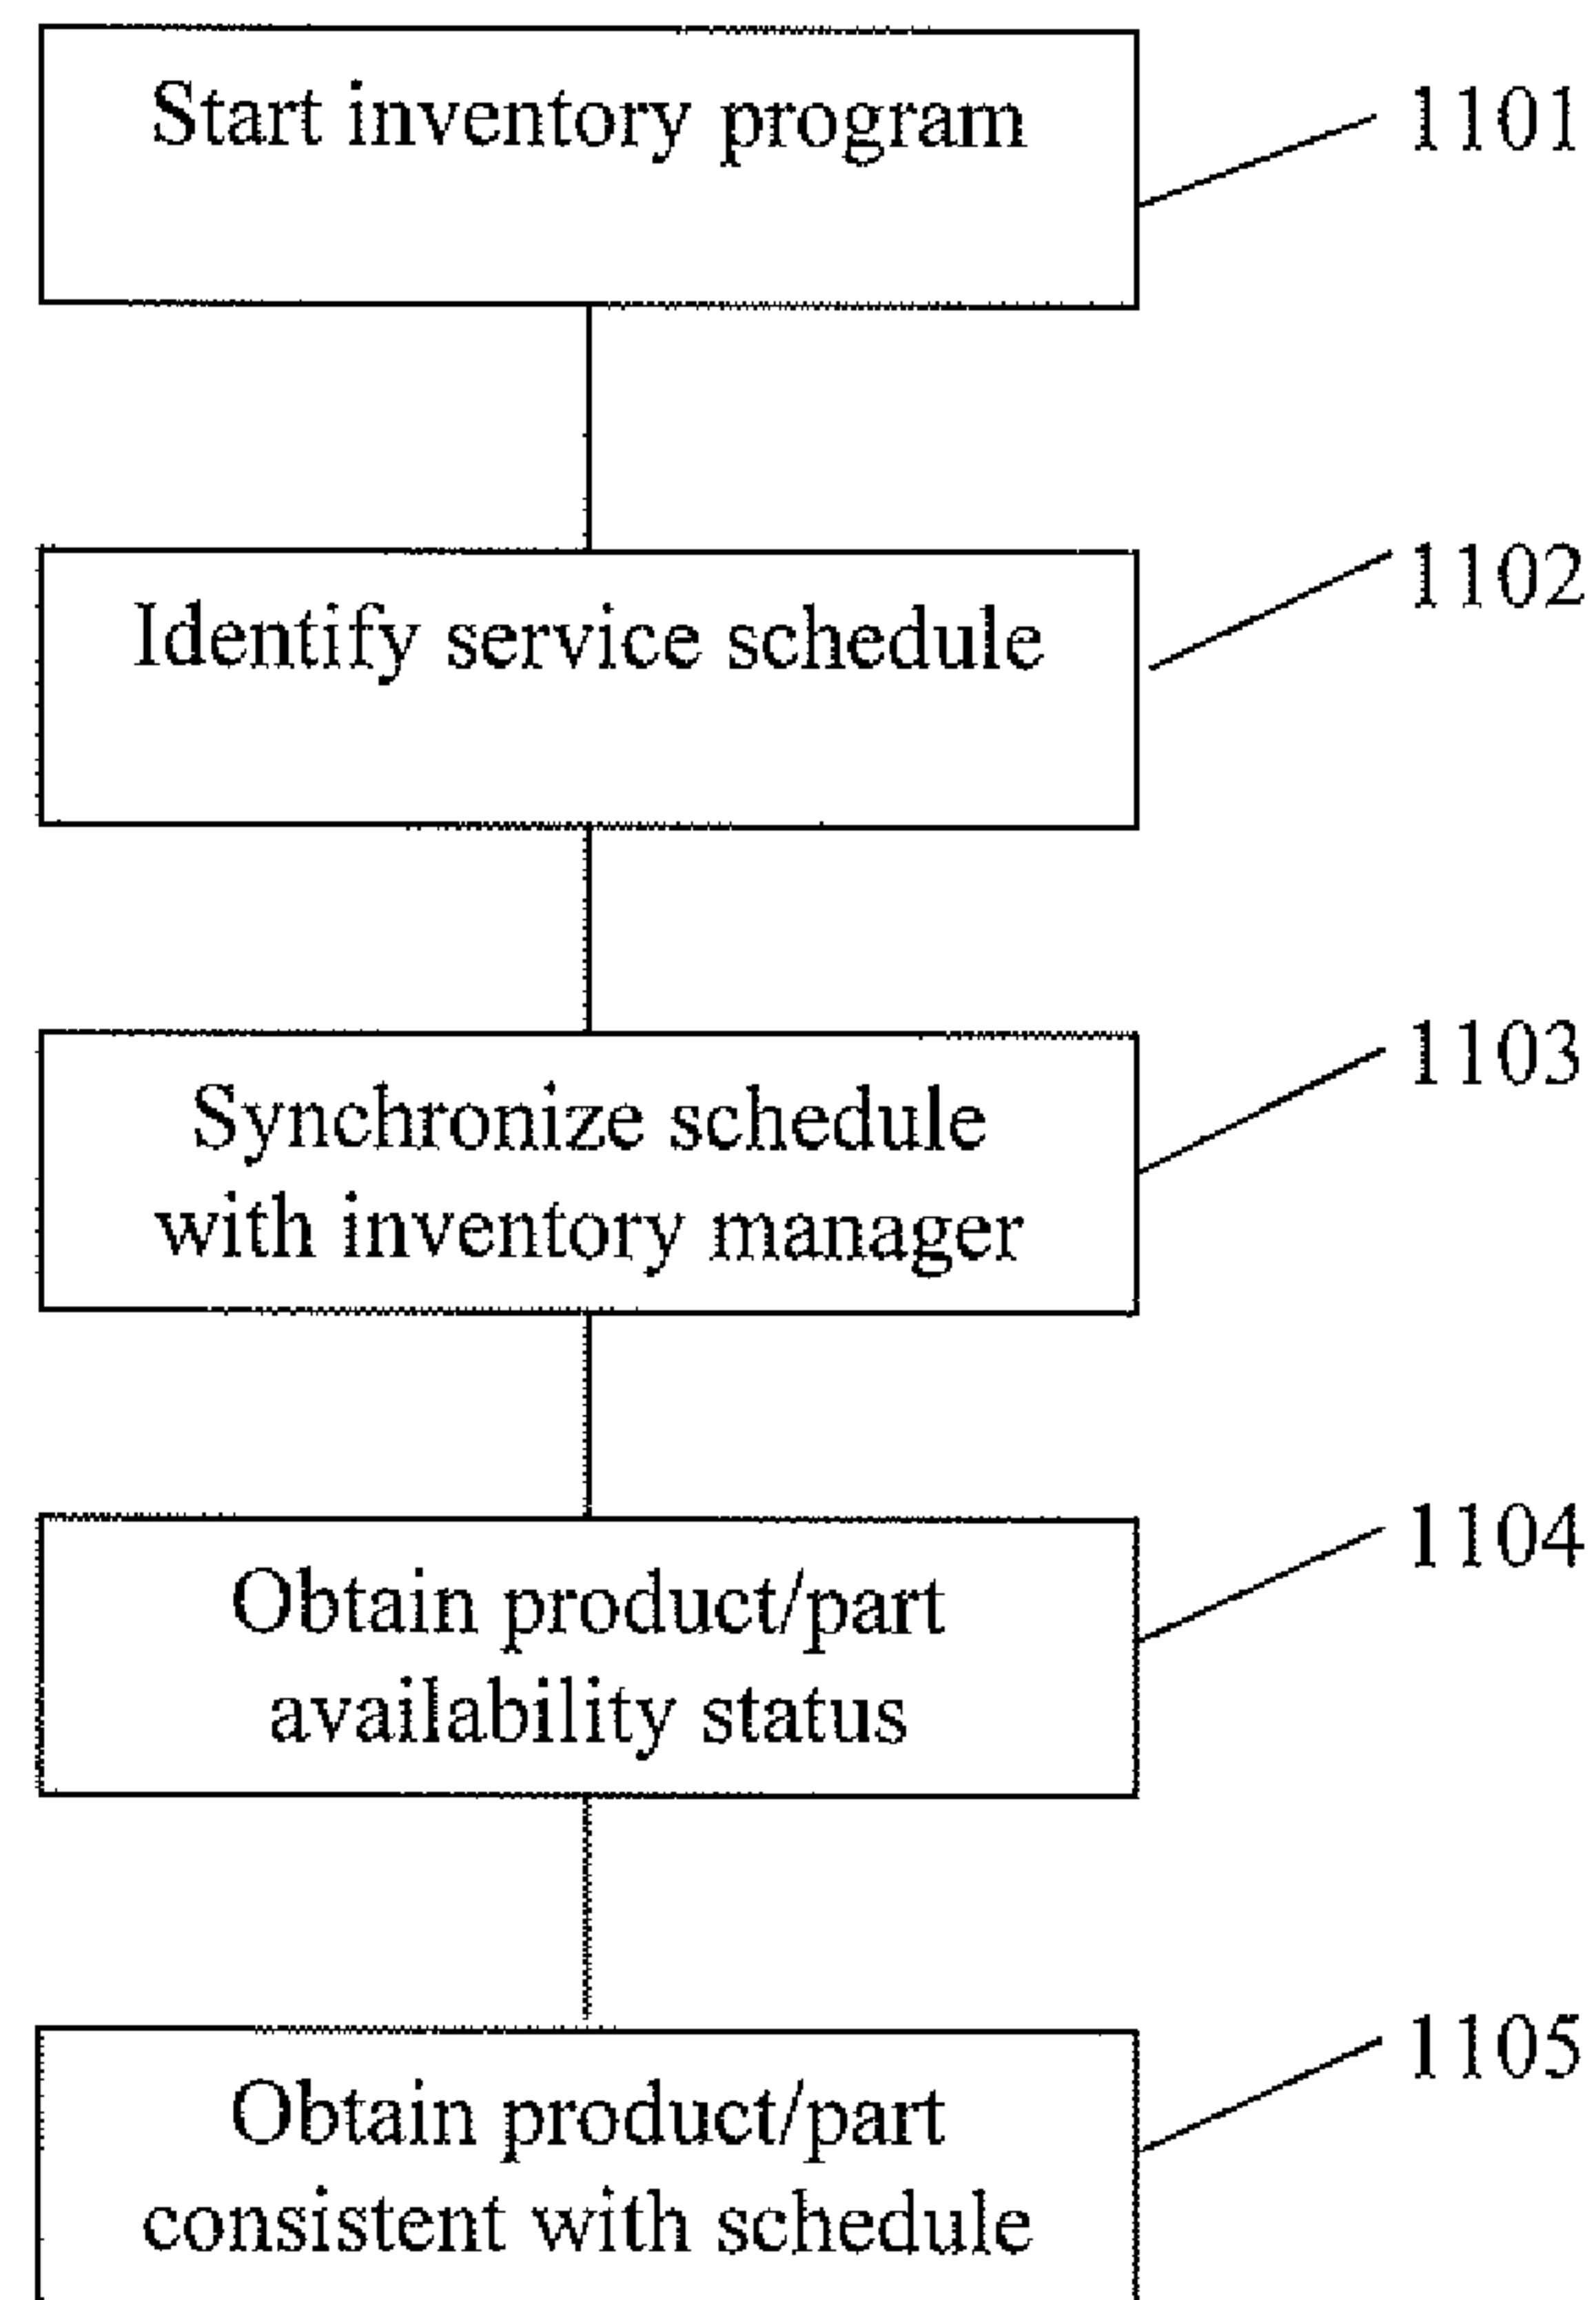 Start inventory program
1101
Identify service schedule
1102
Synchronize schedule
with inventory manager
1103
Obtain product/part
availability status
1104
Obtain product/part
consistent with schedule
1105